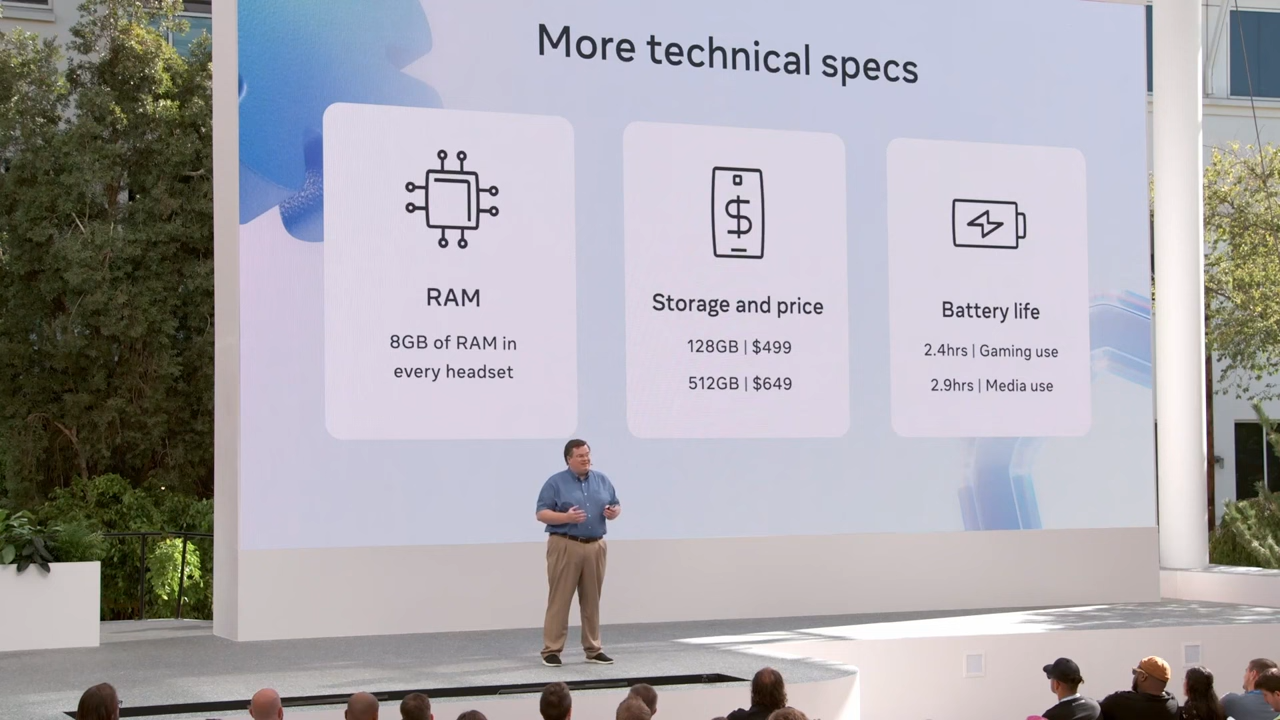 More technical specs
RAM
8GB of RAM in
every headset
Storage and price
128GB | $499
512GB | $649
Battery life
2.4hrs | Gaming use
2.9hrs | Media use